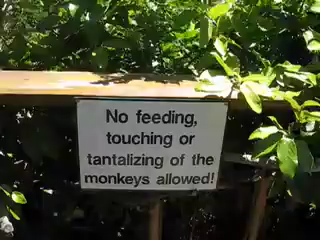 No feeding,
touching or
tantalizing of the
monkeys allowed!